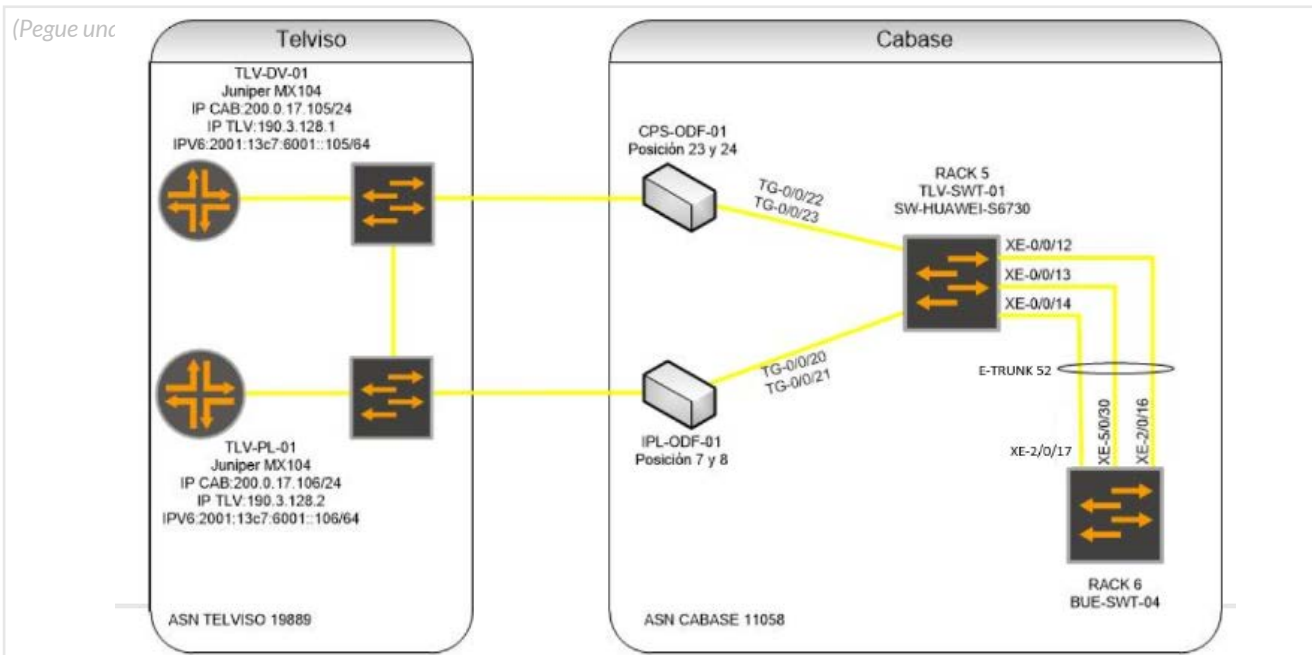 (Pegue una
Telviso
Cabase
TLV-DV-01
Juniper MX104
IP CAB:200.0.17.105/24
IP TLV:190.3.128.1
IPV6:2001:13c7:6001::105/64
CPS-ODF-01
Posición 23 y 24
TG-0/0/22
TG-0/0/23
RACK 5
TLV-SWT-01
SW-HUAWEI-S6730
XE-0/0/12
XE-0/0/13
XE-0/0/14
TG-0/0/20
TG-0/0/21
E-TRUNK 52
TLV-PL-01
Juniper MX104
IP CAB:200.0.17.106/24
IP TLV:190.3.128.2
IPV6:2001:13c7:6001::106/64
IPL-ODF-01
Posición 7 y 8
XE-2/0/17
XE-5/0/30
XE-2/0/16
RACK 6
BUE-SWT-04
ASN TELVISO 19889
ASN CABASE 11058